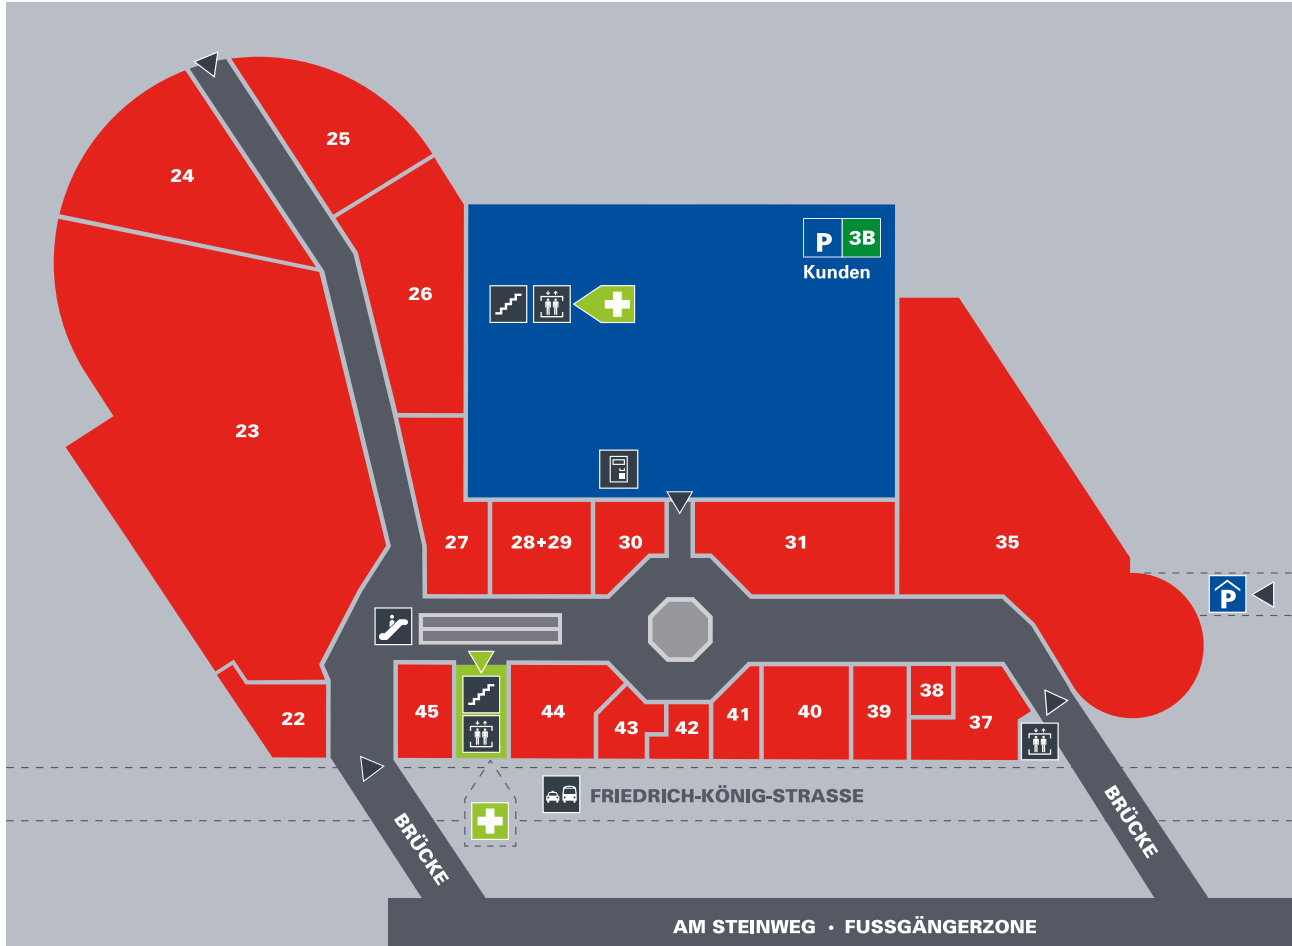 25
24
P 3B
Kunden
26
23
27
28+29
30
31
35
P
22
45
44
43
42
41
40
39
38
37
FRIEDRICH-KÖNIG-STRASSE
BRÜCKE
BRÜCKE
AM STEINWEG · FUSSGÄNGERZONE